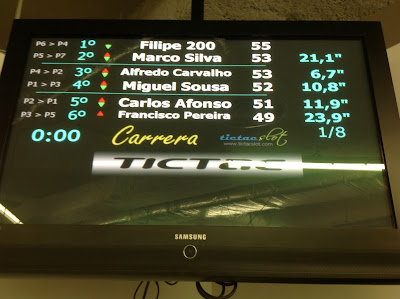 P6 > P4 1º Filipe 200 55
P5 > P7 2º Marco Silva 53 21,1"
P4 > P2 3º Alfredo Carvalho 53 6,7"
P1 > P3 4º Miguel Sousa 52 10,8"
P2 > P1 5º Carlos Afonso 51 11,9"
P3 > P5 6º Francisco Pereira 49 23,9"
0:00 Carrera tictacslot 1/8
www.tictacslot.com
TICTAC
SAMSUNG